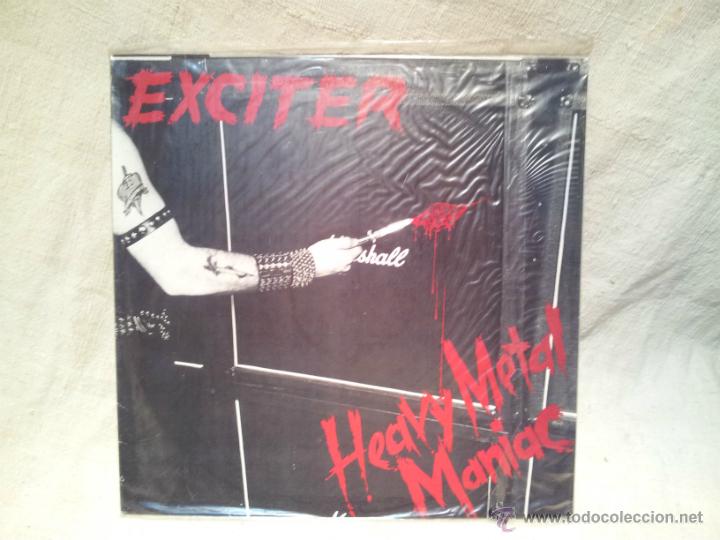 EXCITER
shall
Heavy Metal
Maniac
www.todocoleccion.net